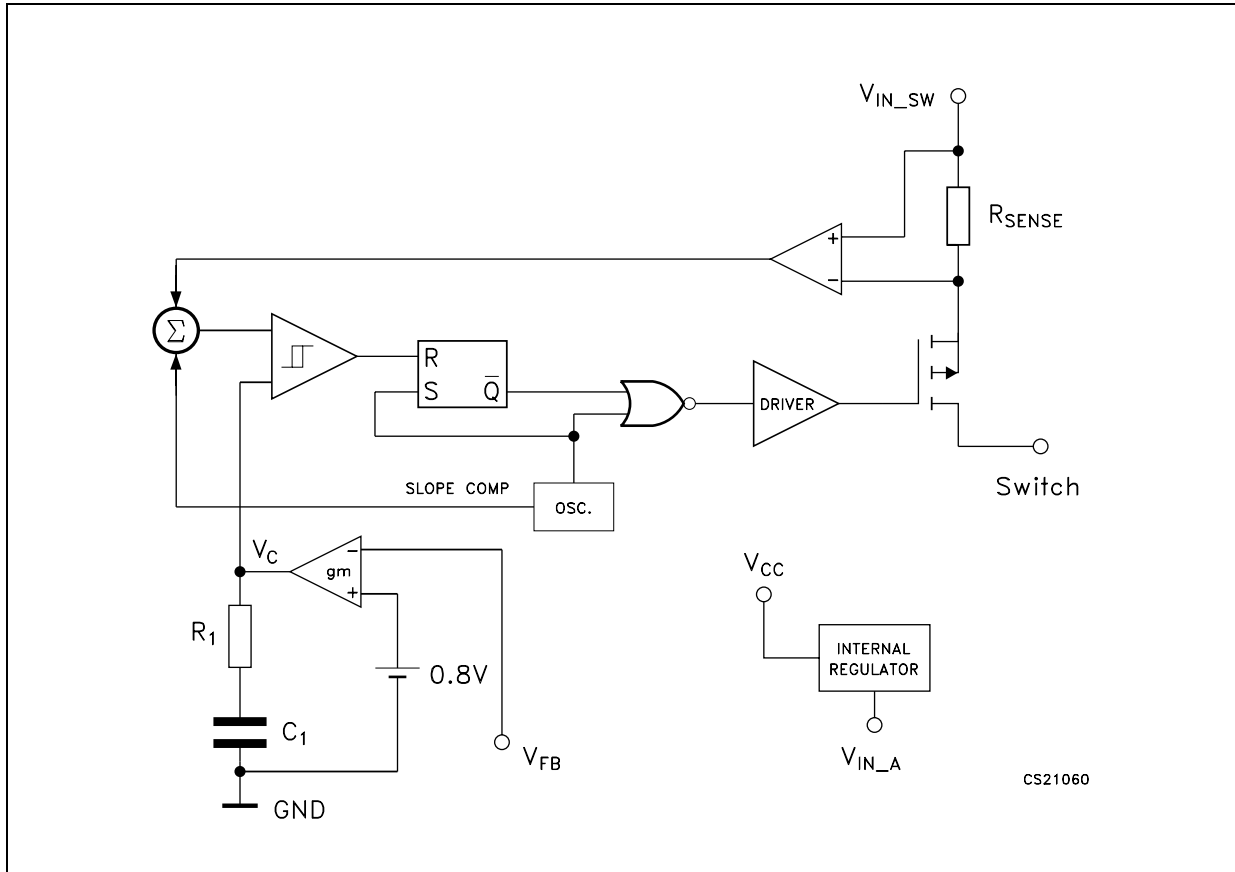 V_IN_SW
R_SENSE
+
−
Σ
R
S
Q̅
DRIVER
Switch
SLOPE COMP
OSC.
V_C
gm
−
+
R_1
0.8V
C_1
V_FB
GND
V_CC
INTERNAL
REGULATOR
V_IN_A
CS21060